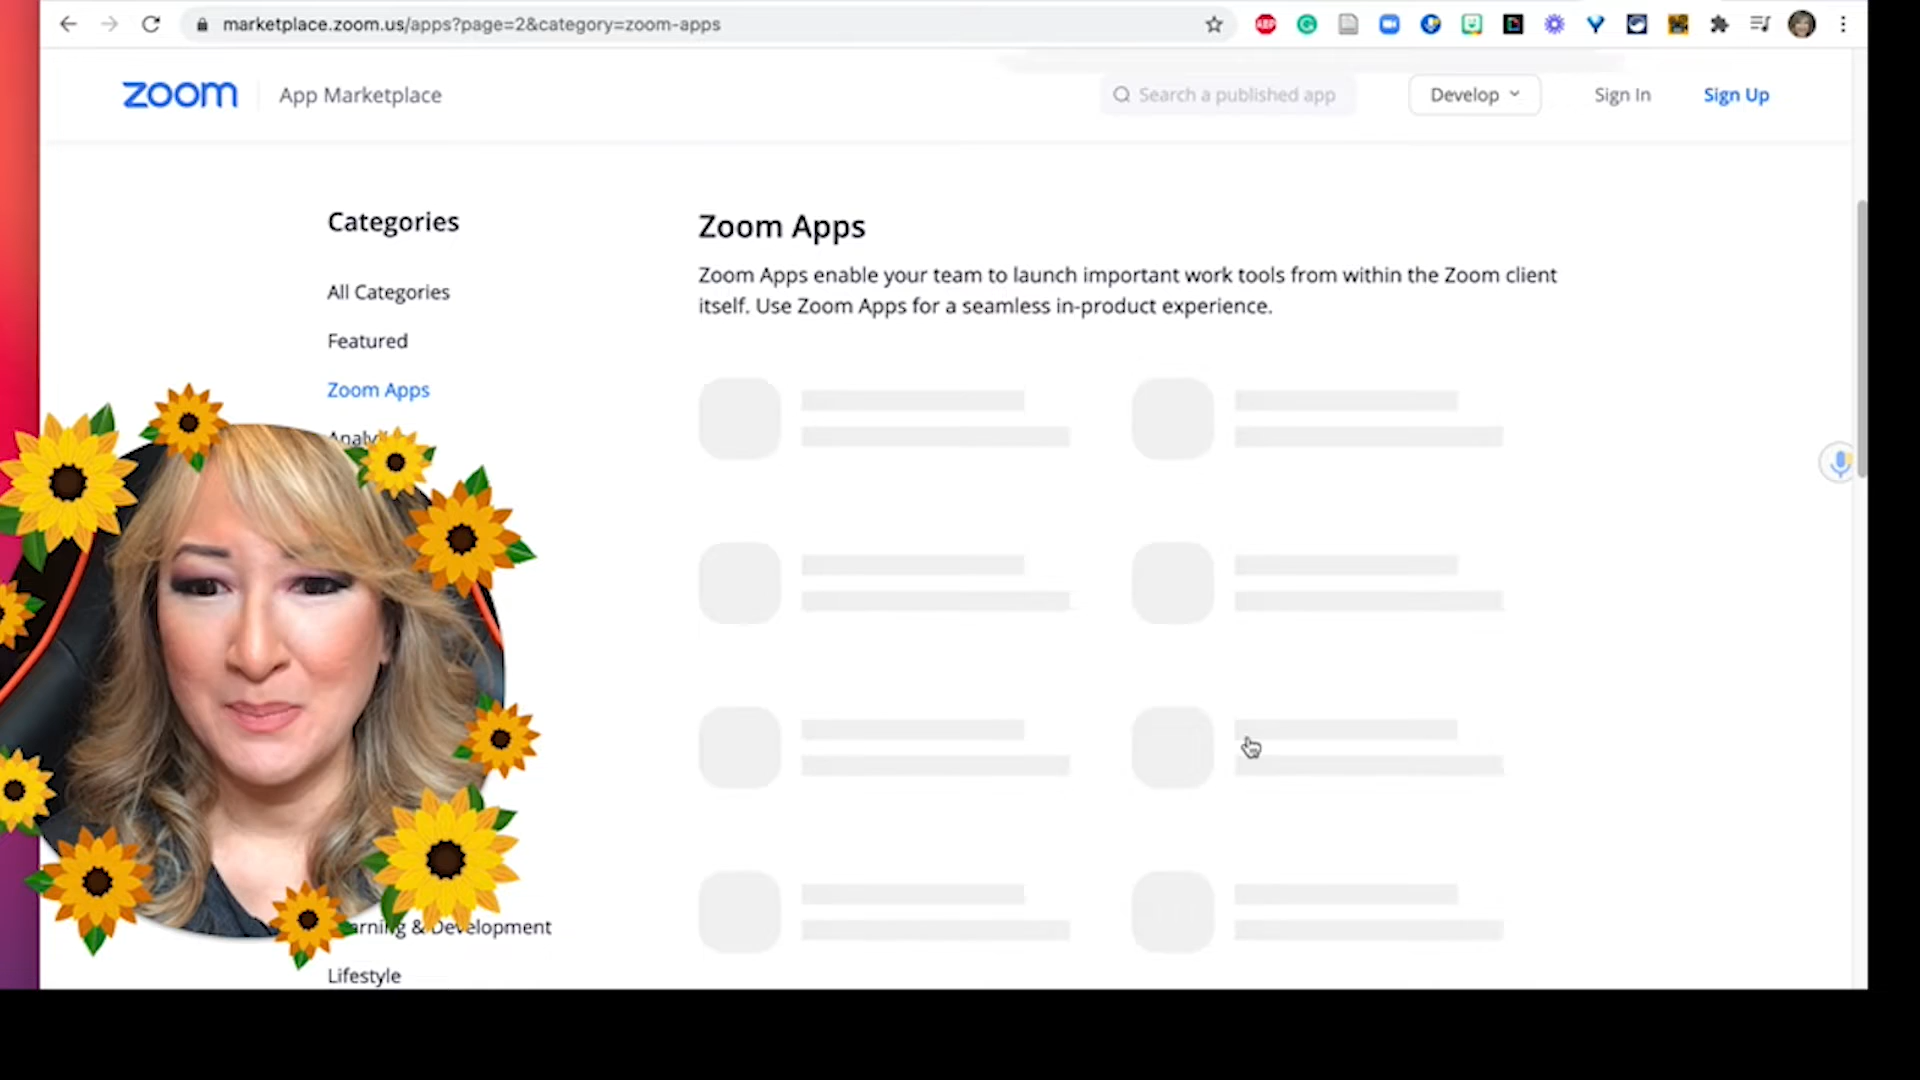 marketplace.zoom.us/apps?page=2&category=zoom-apps
ABP
zoom
App Marketplace
Search a published app
Develop
Sign In
Sign Up
Categories
Zoom Apps
Zoom Apps enable your team to launch important work tools from within the Zoom client
itself. Use Zoom Apps for a seamless in-product experience.
All Categories
Featured
Zoom Apps
& Development
Lifestyle